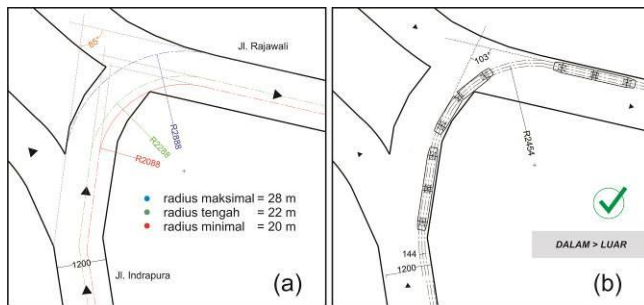 85°
Jl. Rajawali
R2888
R2288
R2088
radius maksimal = 28 m
radius tengah = 22 m
radius minimal = 20 m
1200
Jl. Indrapura
(a)
(b)
103°
R2454
DALAM > LUAR
144
1200